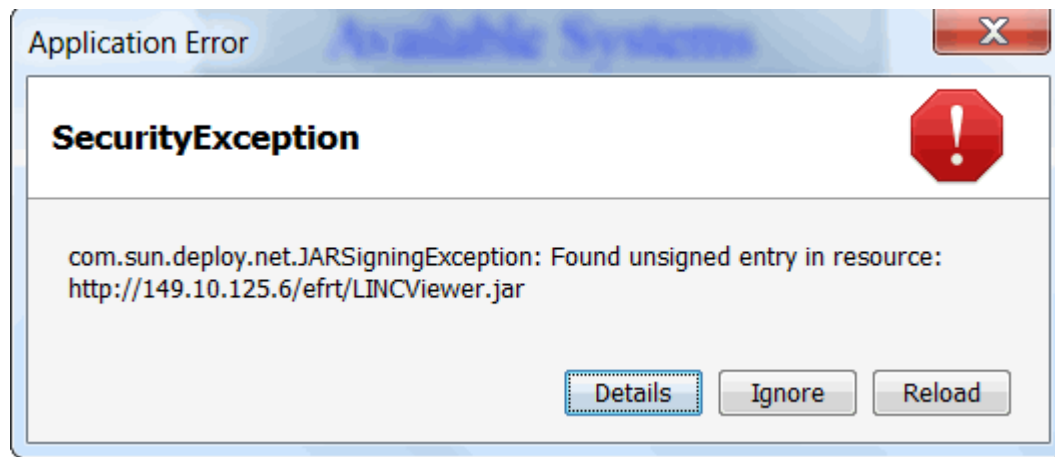 Application Error
Available Systems
SecurityException
com.sun.deploy.net.JARSigningException: Found unsigned entry in resource:
http://149.10.125.6/efrt/LINCViewer.jar
Details
Ignore
Reload